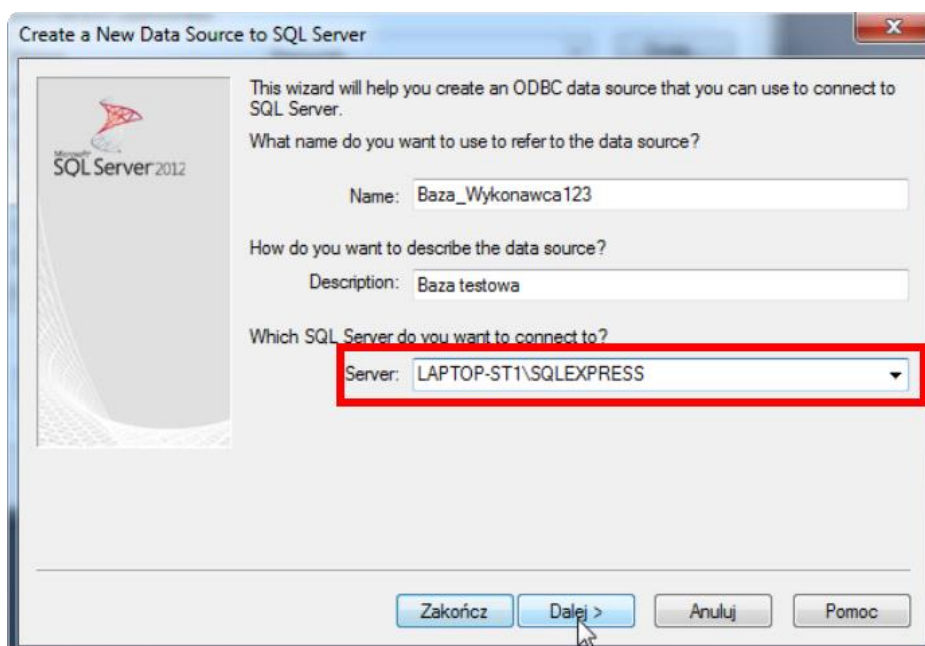 Create a New Data Source to SQL Server
This wizard will help you create an ODBC data source that you can use to connect to
SQL Server.
What name do you want to use to refer to the data source?
Microsoft
SQL Server 2012
Name: Baza_Wykonawca123
How do you want to describe the data source?
Description: Baza testowa
Which SQL Server do you want to connect to?
Server: LAPTOP-ST1\SQLEXPRESS
Zakończ Dalej > Anuluj Pomoc